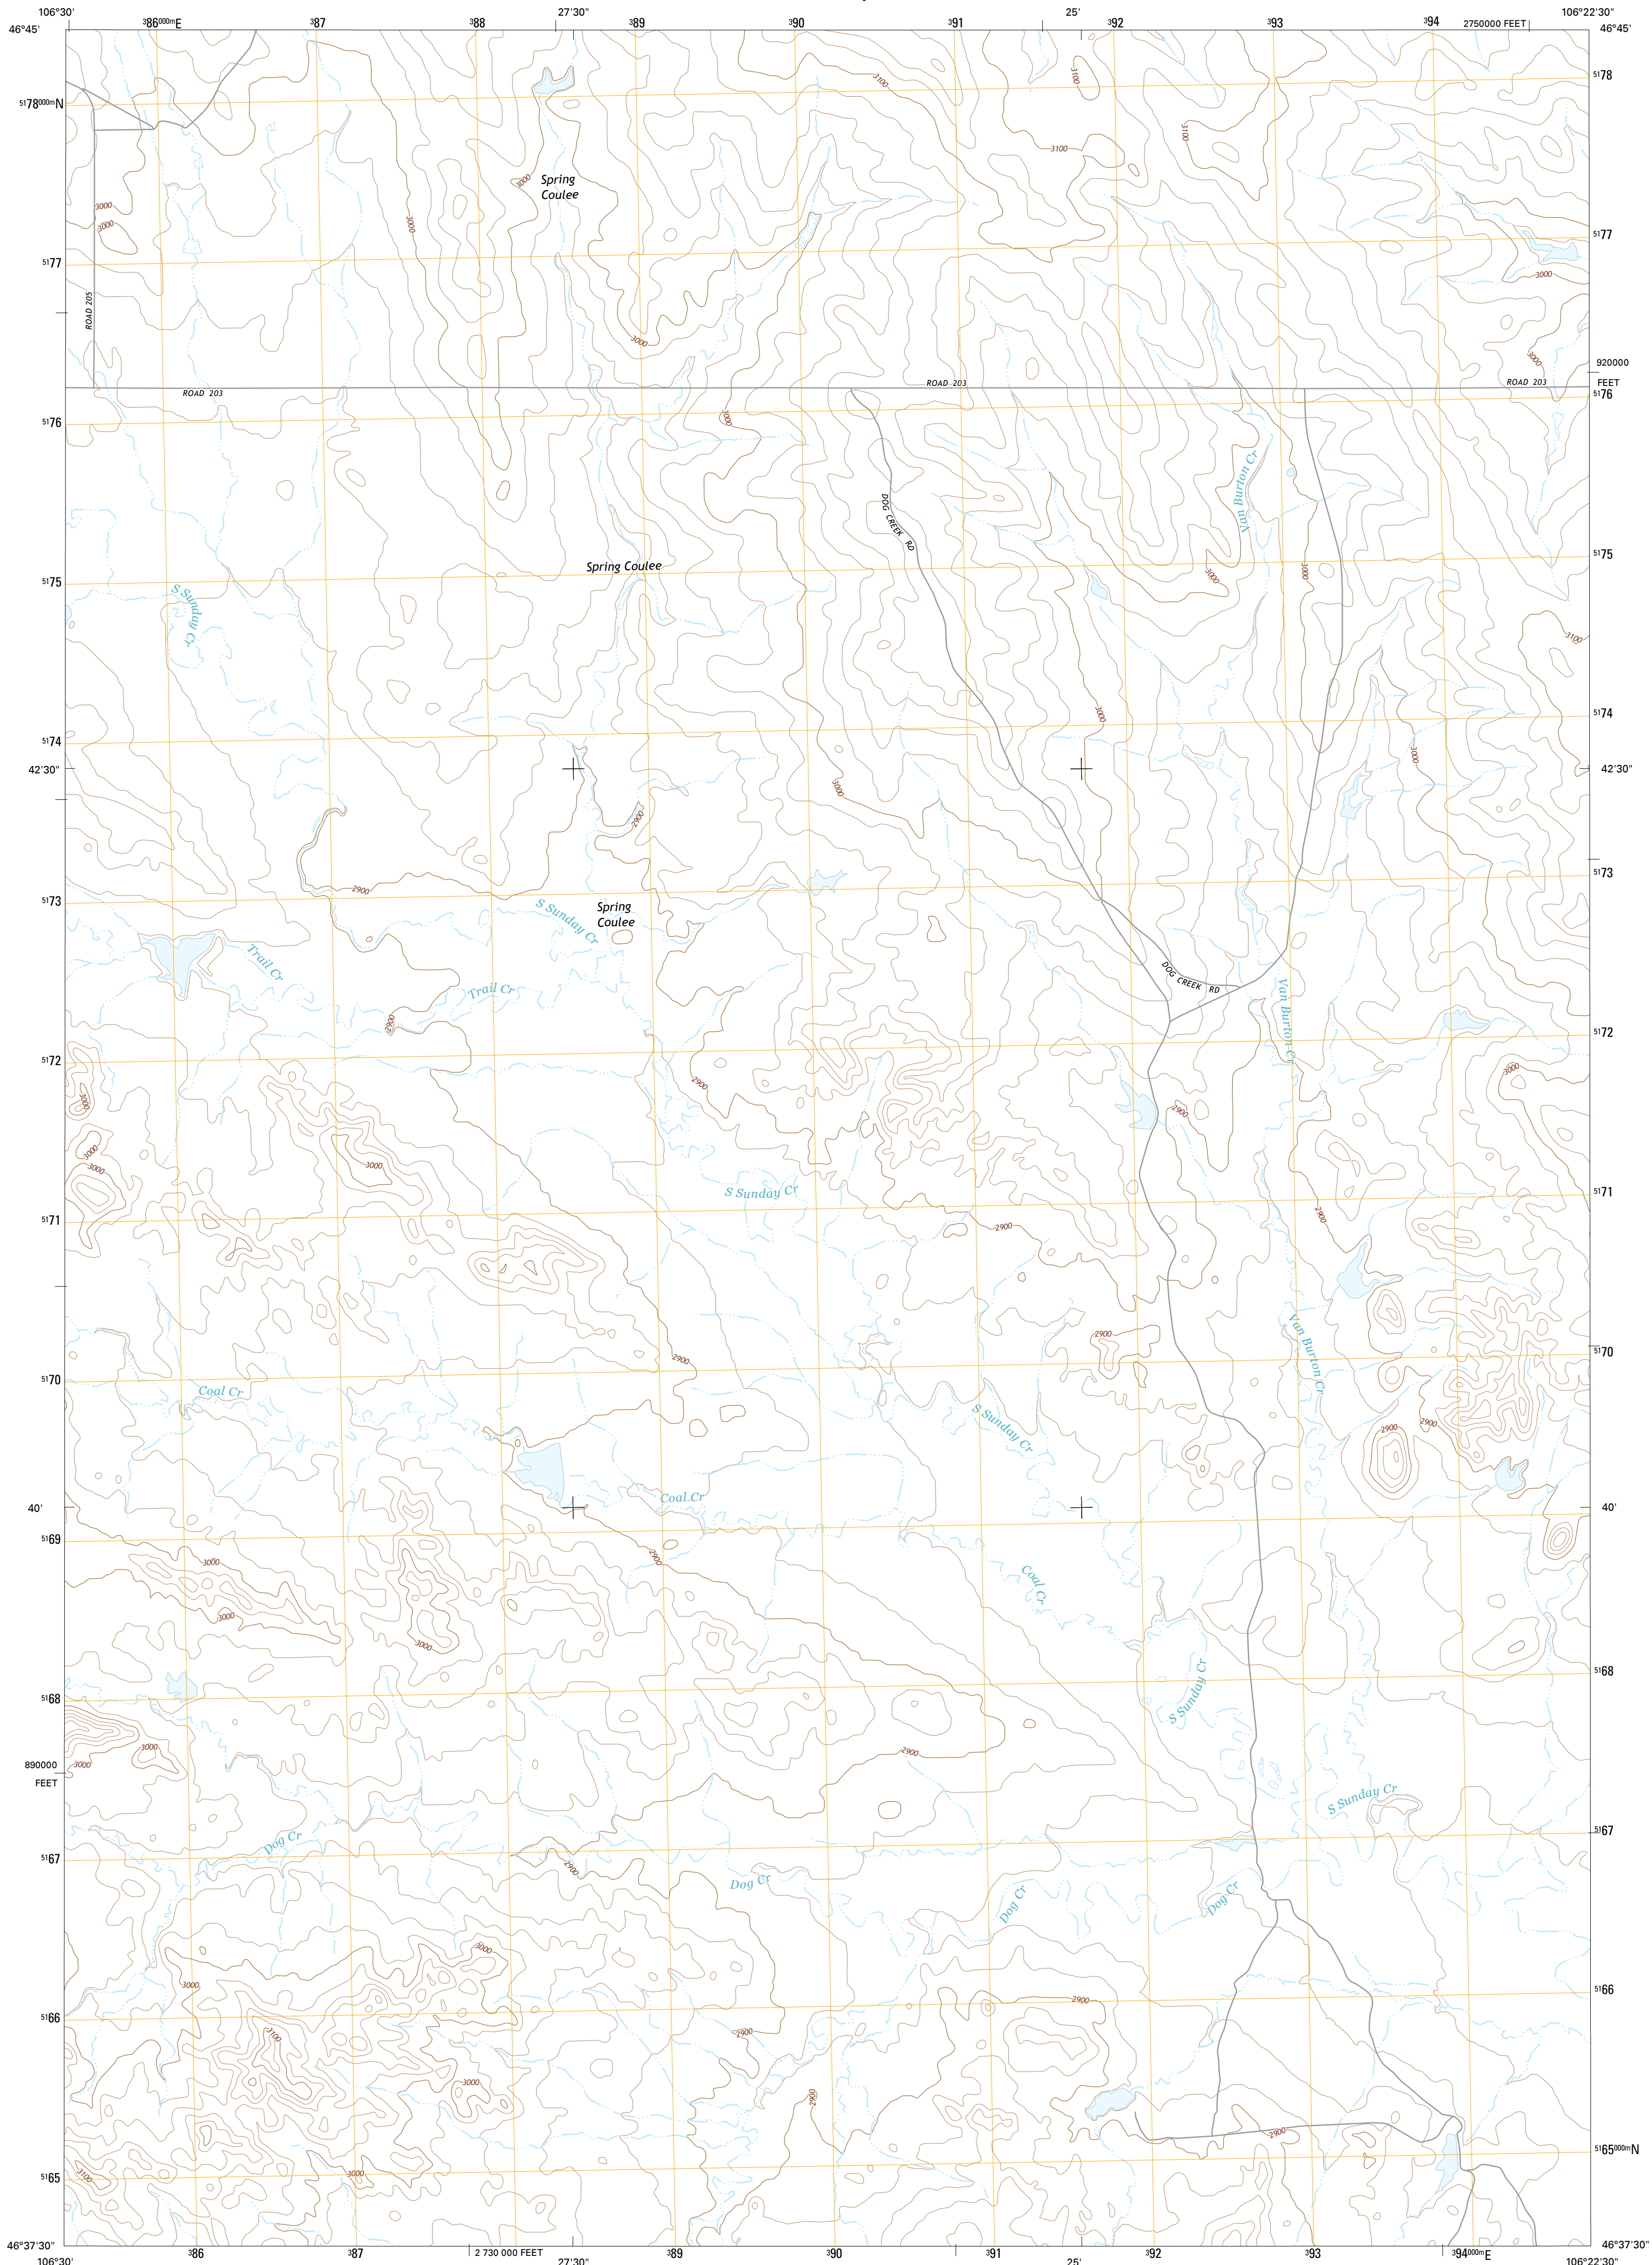 106°30' 386000mE 387 388 27'30" 389 390 391 25' 392 393 394 2750000 FEET 106°22'30"
46°45' 46°45'
3100 3100 5178
5178000mN
3100
3100
3000 Spring
Coulee
3000
3000 3000 5177
5177 3000
ROAD 205
3000 3000 920000
FEET
ROAD 203 ROAD 203 ROAD 203
5176
5176 3000
Van Burton Cr
DOG CREEK RD
5175
Spring Coulee 3000 3000
5175
S Sunday Cr
3100
3000 5174
5174
42'30" 3000 3000 42'30"
2900
5173
2900
5173
S Sunday Cr
Spring
Coulee
Trail Cr
DOG CREEK RD
Trail Cr
Van Burton Cr
2900 5172
5172
3000
2900
3000 2900
3000
3000 3000
S Sunday Cr 5171
5171 2900 2900
Van Burton Cr
2900
2900 5170
5170
Coal Cr
S Sunday Cr
2900 2900
Coal Cr
40' 40'
5169 5169
3000 2900
Coal Cr
3000
3000
5168
S Sunday Cr
5168
3000 2900
890000
FEET
3000
S Sunday Cr
5167
Dog Cr
5167 2900
Dog Cr Dog Cr Dog Cr
3000
3000 5166
2900
5166
3100 2900
3000 2900
2900
5165000mN
5165 3100 3000
46°37'30" 46°37'30"
106°30' 386 387 2 730 000 FEET 27'30" 389 390 391 25' 392 393 394000mE 106°22'30"